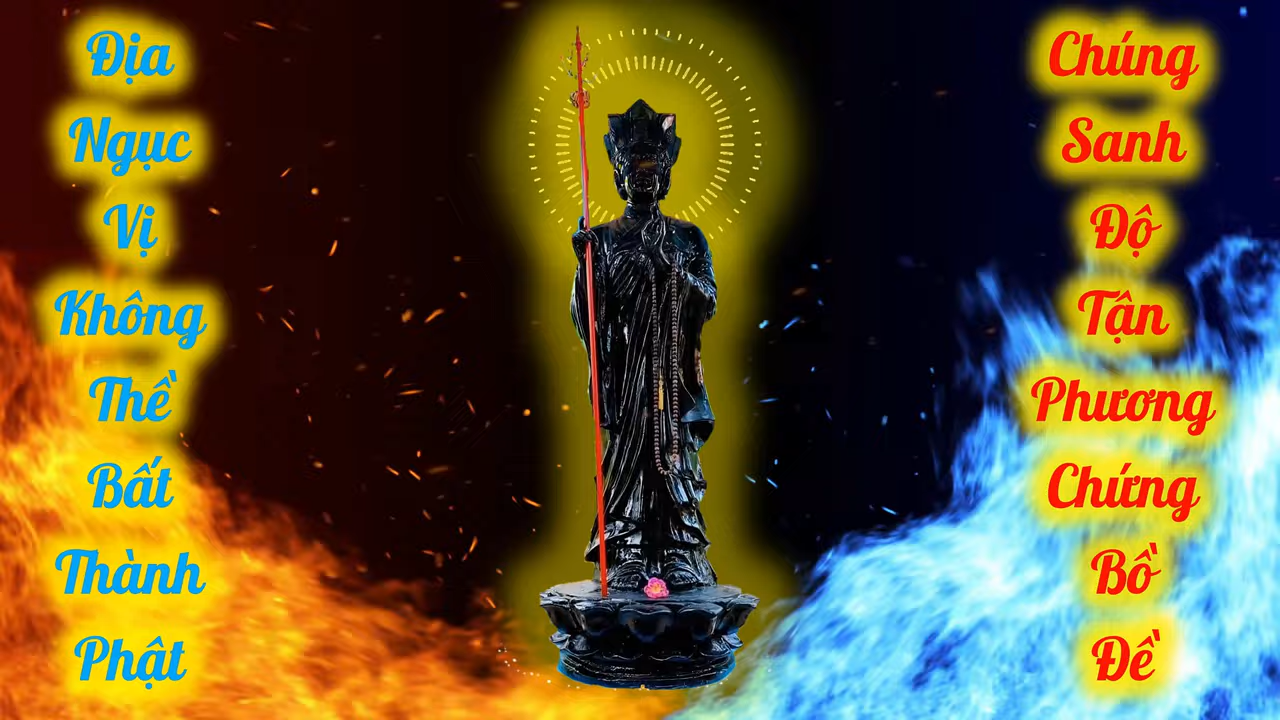 Địa
Ngục
Vị
Không
Thề
Bất
Thành
Phật
Chúng
Sanh
Độ
Tận
Phương
Chứng
Bồ
Đề